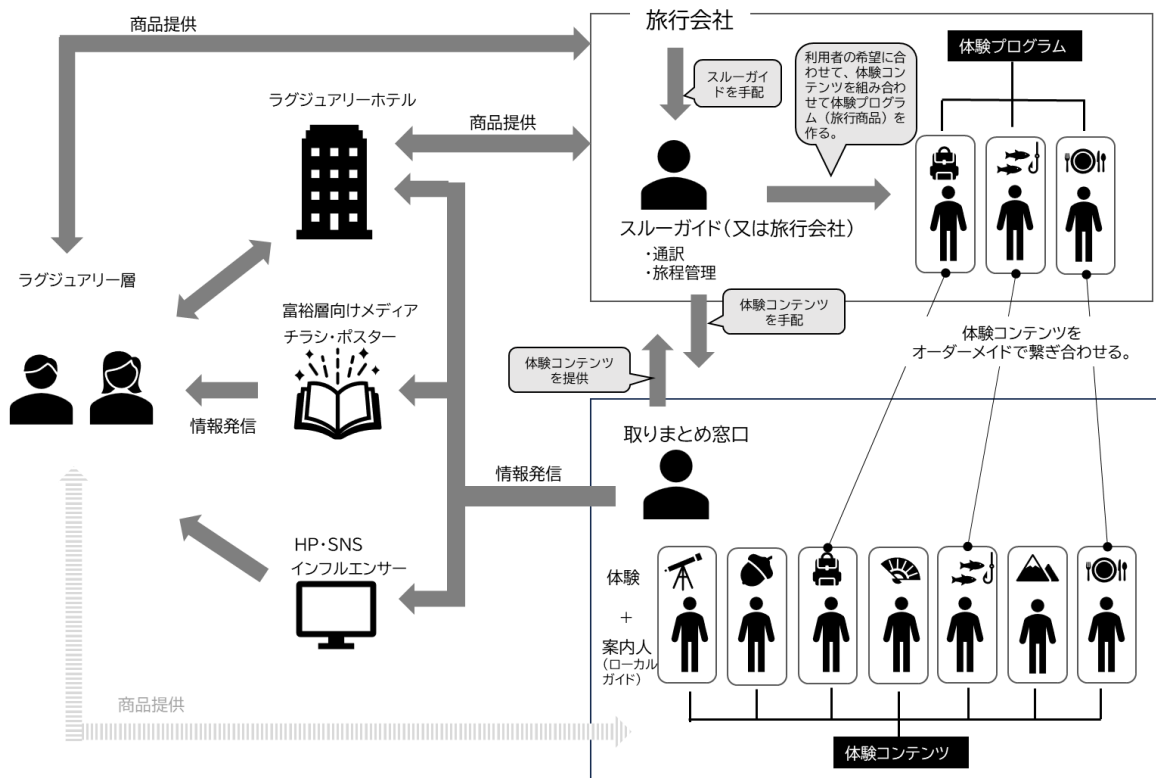 商品提供
旅行会社
体験プログラム
スルーガイ
ドを手配
利用者の希望に合
わせて、体験コン
テンツを組み合わ
せて体験プログラ
ム（旅行商品）を
作る。
ラグジュアリーホテル
商品提供
スルーガイド（又は旅行会社）
・通訳
・旅程管理
ラグジュアリー層
富裕層向けメディア
チラシ・ポスター
体験コンテンツ
を手配
体験コンテンツを
オーダーメイドで繋ぎ合わせる。
体験コンテンツ
を提供
情報発信
取りまとめ窓口
情報発信
HP・SNS
インフルエンサー
体験
+
案内人
（ローカル
ガイド）
商品提供
体験コンテンツ